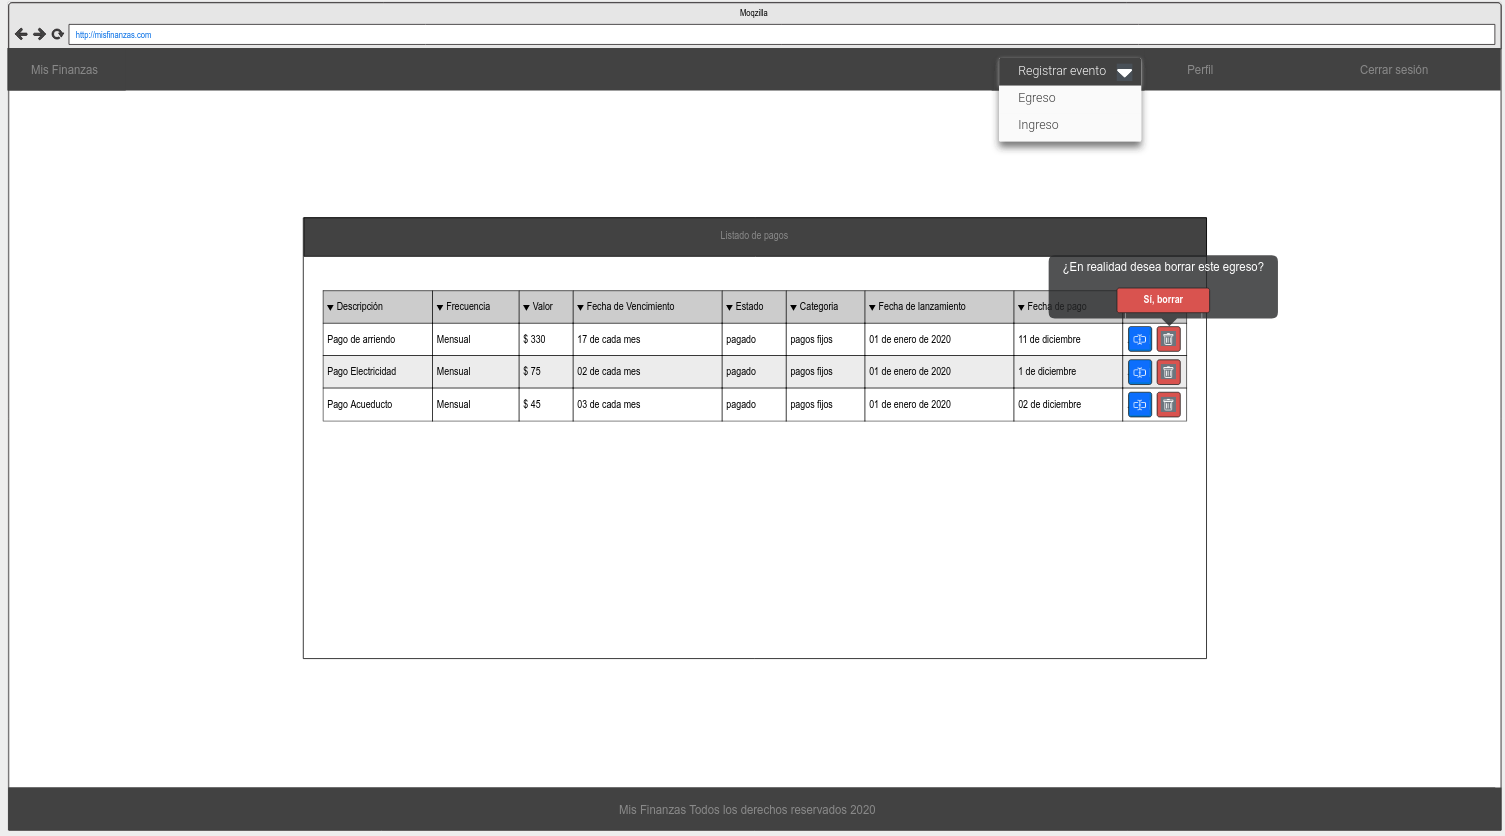 Moqzilla
http://misfinanzas.com
Mis Finanzas
Registrar evento
Perfil
Cerrar sesión
Egreso
Ingreso
Listado de pagos
¿En realidad desea borrar este egreso?
Sí, borrar
Descripción Frecuencia Valor Fecha de Vencimiento Estado Categoria Fecha de lanzamiento Fecha de pago
Pago de arriendo Mensual $ 330 17 de cada mes pagado pagos fijos 01 de enero de 2020 11 de diciembre
Pago Electricidad Mensual $ 75 02 de cada mes pagado pagos fijos 01 de enero de 2020 1 de diciembre
Pago Acueducto Mensual $ 45 03 de cada mes pagado pagos fijos 01 de enero de 2020 02 de diciembre
Mis Finanzas Todos los derechos reservados 2020